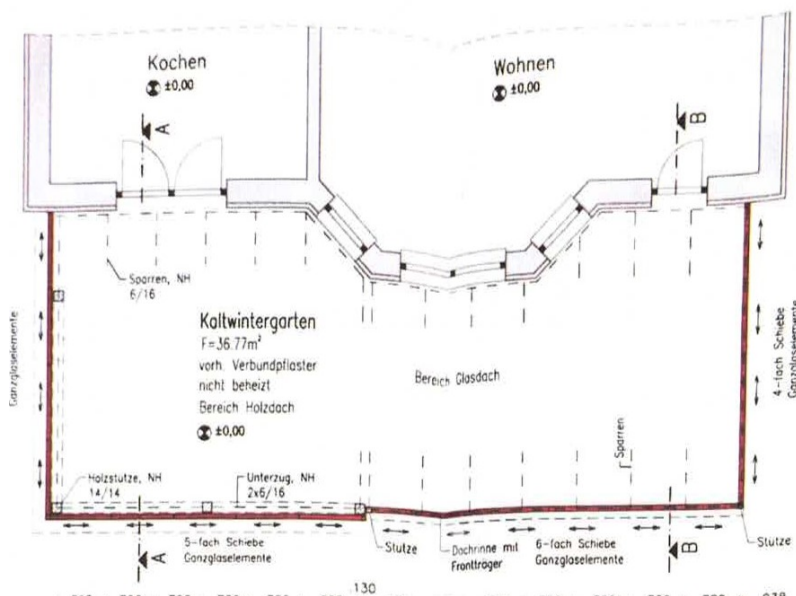 Kochen
±0,00
Wohnen
±0,00
A
B
Sparren, NH
6/16
Ganzglaselemente
Kaltwintergarten
F=36.77m²
vorh. Verbundpflaster
nicht beheizt
Bereich Holzdach
±0,00
Bereich Glasdach
4-fach Schiebe
Ganzglaselemente
Sparren
Holzstütze, NH
14/14
Unterzug, NH
2x6/16
A
5-fach Schiebe
Ganzglaselemente
Stütze
Dachrinne mit
Frontträger
6-fach Schiebe
Ganzglaselemente
B
Stütze
130